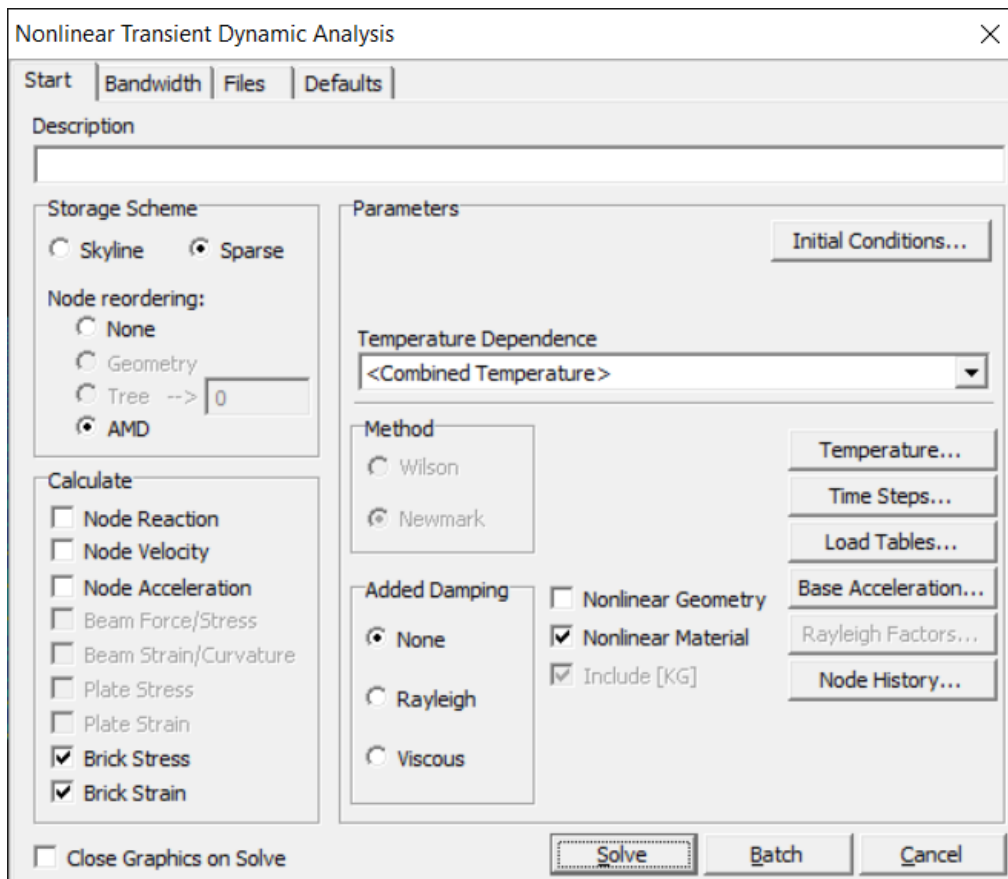 Nonlinear Transient Dynamic Analysis
Start
Bandwidth
Files
Defaults
Description
Storage Scheme
Skyline
Sparse
Node reordering:
None
Geometry
Tree -->
0
AMD
Calculate
Node Reaction
Node Velocity
Node Acceleration
Beam Force/Stress
Beam Strain/Curvature
Plate Stress
Plate Strain
Brick Stress
Brick Strain
Parameters
Initial Conditions...
Temperature Dependence
<Combined Temperature>
Method
Wilson
Newmark
Added Damping
None
Rayleigh
Viscous
Nonlinear Geometry
Nonlinear Material
Include [KG]
Temperature...
Time Steps...
Load Tables...
Base Acceleration...
Rayleigh Factors...
Node History...
Close Graphics on Solve
Solve
Batch
Cancel